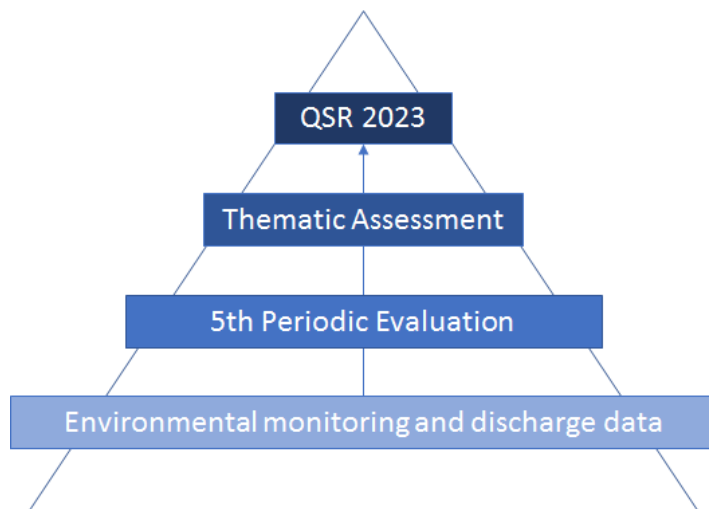 QSR 2023
Thematic Assessment
5th Periodic Evaluation
Environmental monitoring and discharge data